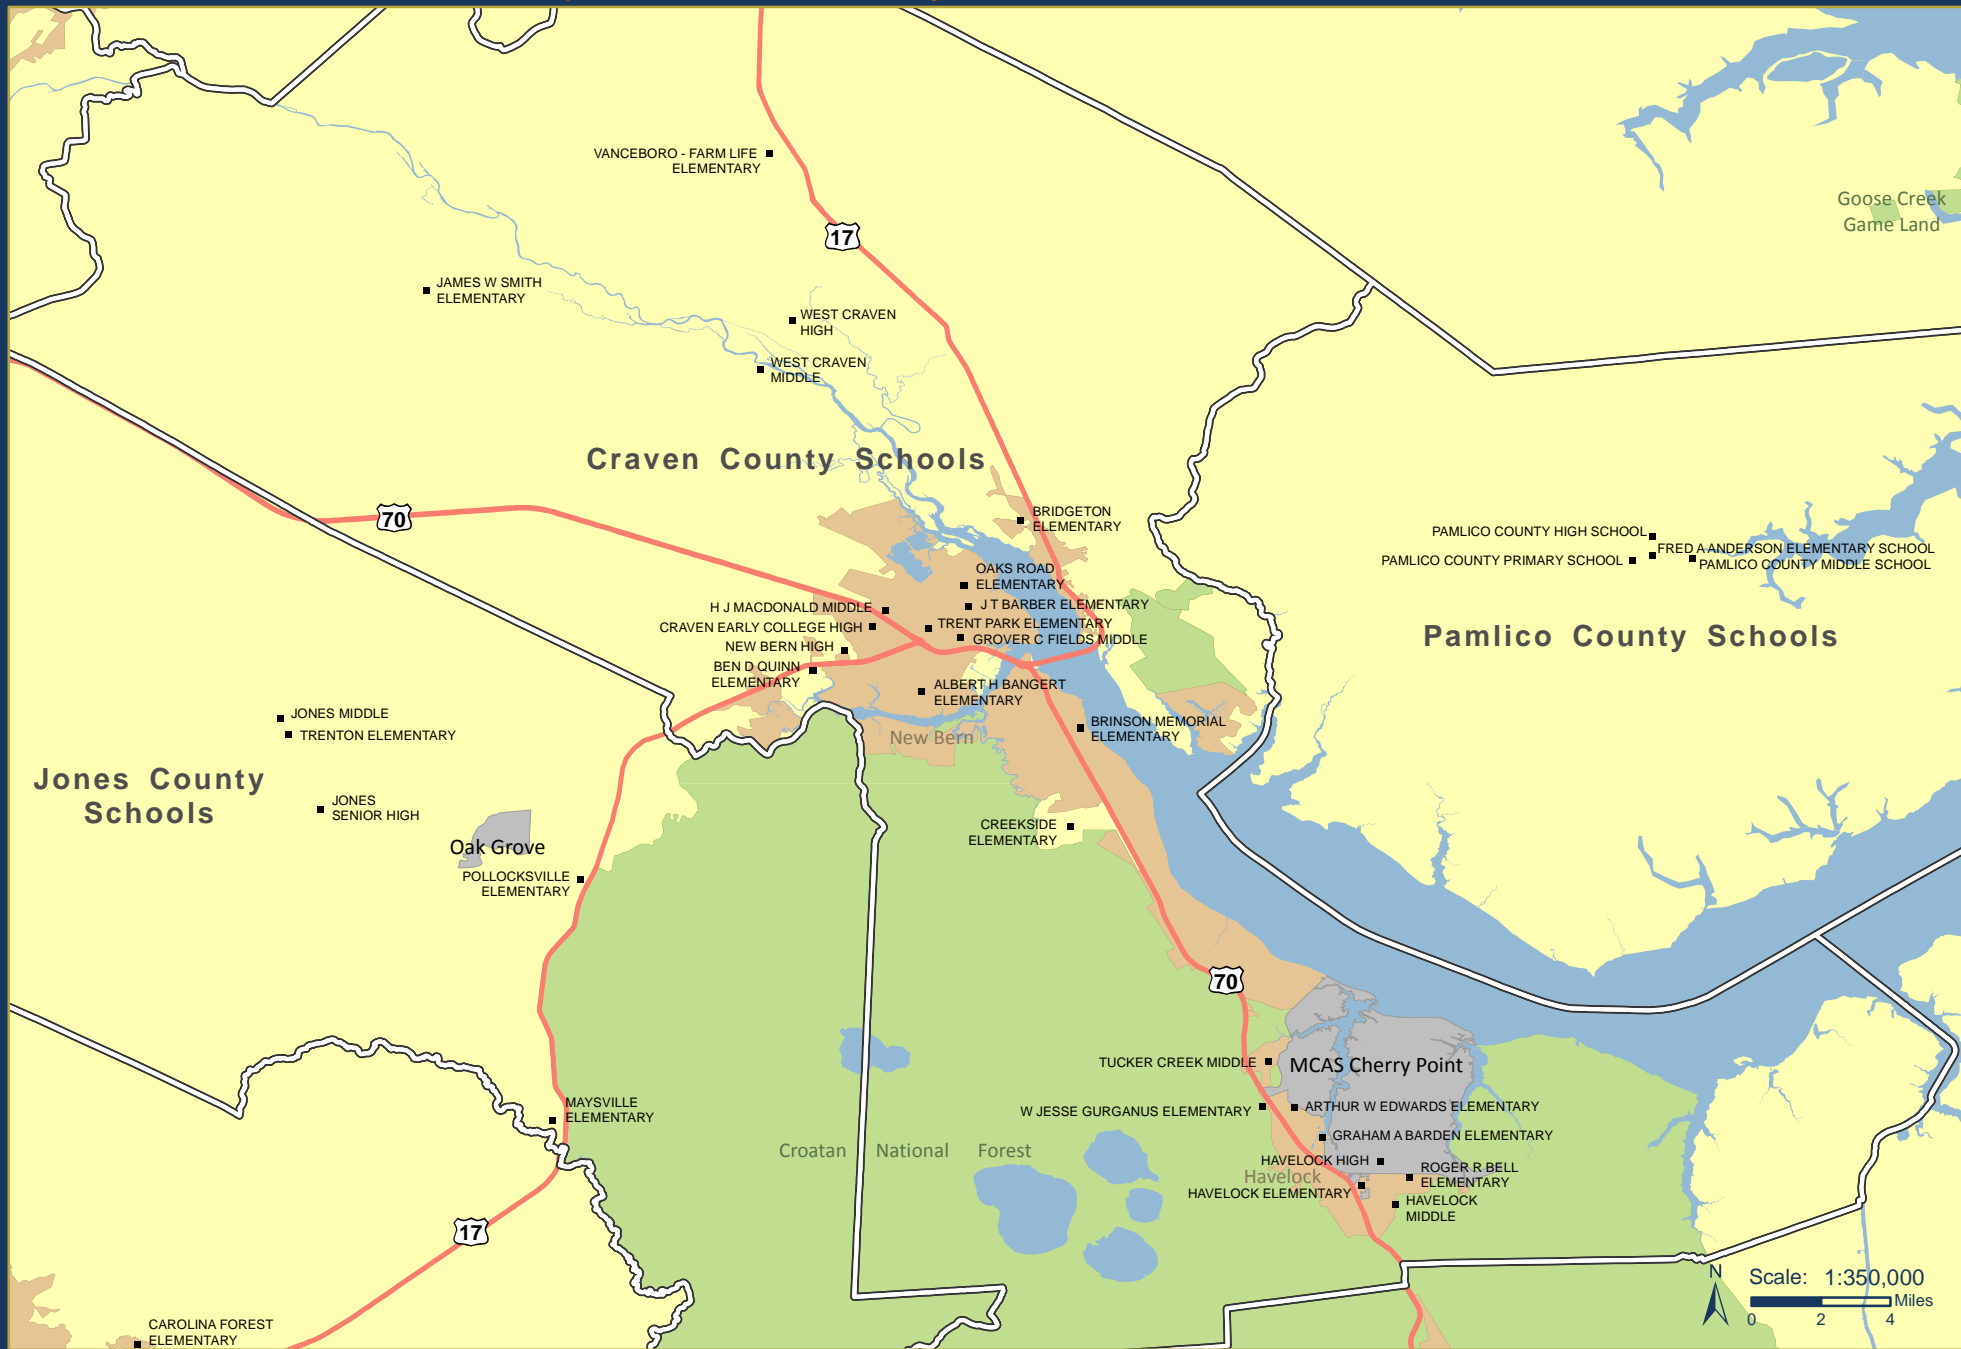 VANCEBORO - FARM LIFE
ELEMENTARY
Goose Creek
Game Land
17
JAMES W SMITH
ELEMENTARY
WEST CRAVEN
HIGH
WEST CRAVEN
MIDDLE
Craven County Schools
70
BRIDGETON
ELEMENTARY
PAMLICO COUNTY HIGH SCHOOL
FRED A ANDERSON ELEMENTARY SCHOOL
PAMLICO COUNTY PRIMARY SCHOOL
PAMLICO COUNTY MIDDLE SCHOOL
OAKS ROAD
ELEMENTARY
H J MACDONALD MIDDLE
J T BARBER ELEMENTARY
CRAVEN EARLY COLLEGE HIGH
TRENT PARK ELEMENTARY
GROVER C FIELDS MIDDLE
Pamlico County Schools
NEW BERN HIGH
BEN D QUINN
ELEMENTARY
ALBERT H BANGERT
ELEMENTARY
JONES MIDDLE
TRENTON ELEMENTARY
BRINSON MEMORIAL
ELEMENTARY
New Bern
Jones County
Schools
JONES
SENIOR HIGH
Oak Grove
CREEKSIDE
ELEMENTARY
POLLOCKSVILLE
ELEMENTARY
70
TUCKER CREEK MIDDLE
MCAS Cherry Point
MAYSVILLE
ELEMENTARY
W JESSE GURGANUS ELEMENTARY
ARTHUR W EDWARDS ELEMENTARY
GRAHAM A BARDEN ELEMENTARY
Croatan National Forest
HAVELOCK HIGH
Havelock
ROGER R BELL
ELEMENTARY
HAVELOCK ELEMENTARY
HAVELOCK
MIDDLE
17
N
Scale: 1:350,000
Miles
0 2 4
CAROLINA FOREST
ELEMENTARY